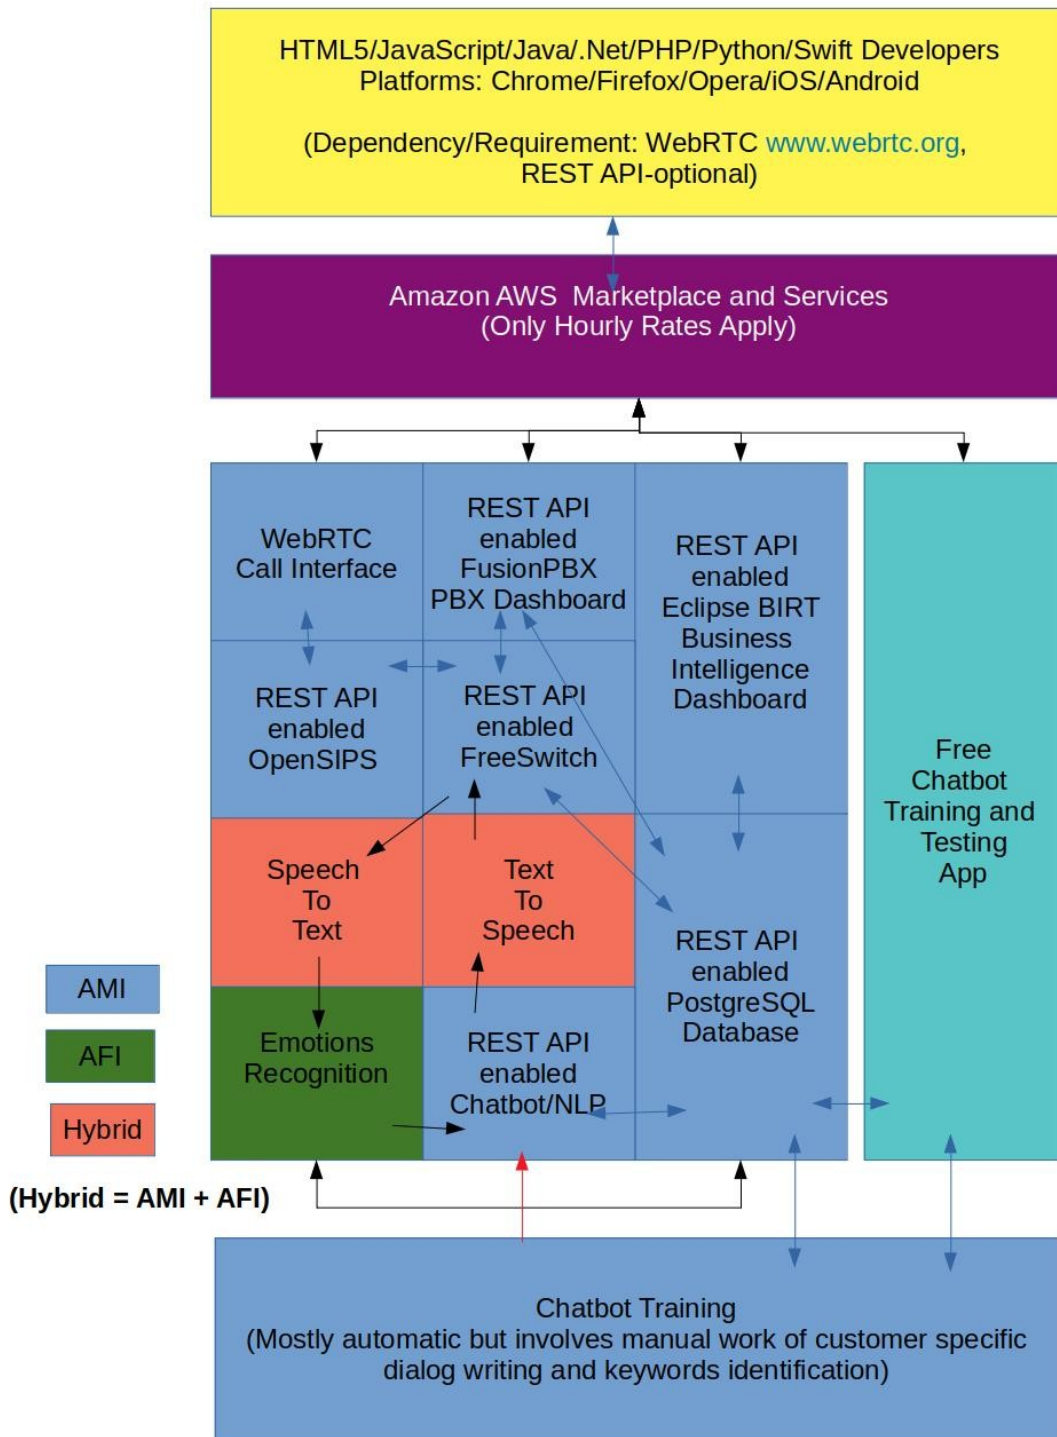 HTML5/JavaScript/Java/.Net/PHP/Python/Swift Developers
Platforms: Chrome/Firefox/Opera/iOS/Android
(Dependency/Requirement: WebRTC www.webrtc.org,
REST API-optional)
Amazon AWS  Marketplace and Services
(Only Hourly Rates Apply)
WebRTC
Call Interface
REST API
enabled
FusionPBX
PBX Dashboard
REST API
enabled
Eclipse BIRT
Business
Intelligence
Dashboard
REST API
enabled
OpenSIPS
REST API
enabled
FreeSwitch
Free
Chatbot
Training and
Testing
App
Speech
To
Text
Text
To
Speech
REST API
enabled
PostgreSQL
Database
Emotions
Recognition
REST API
enabled
Chatbot/NLP
AMI
AFI
Hybrid
(Hybrid = AMI + AFI)
Chatbot Training
(Mostly automatic but involves manual work of customer specific
dialog writing and keywords identification)